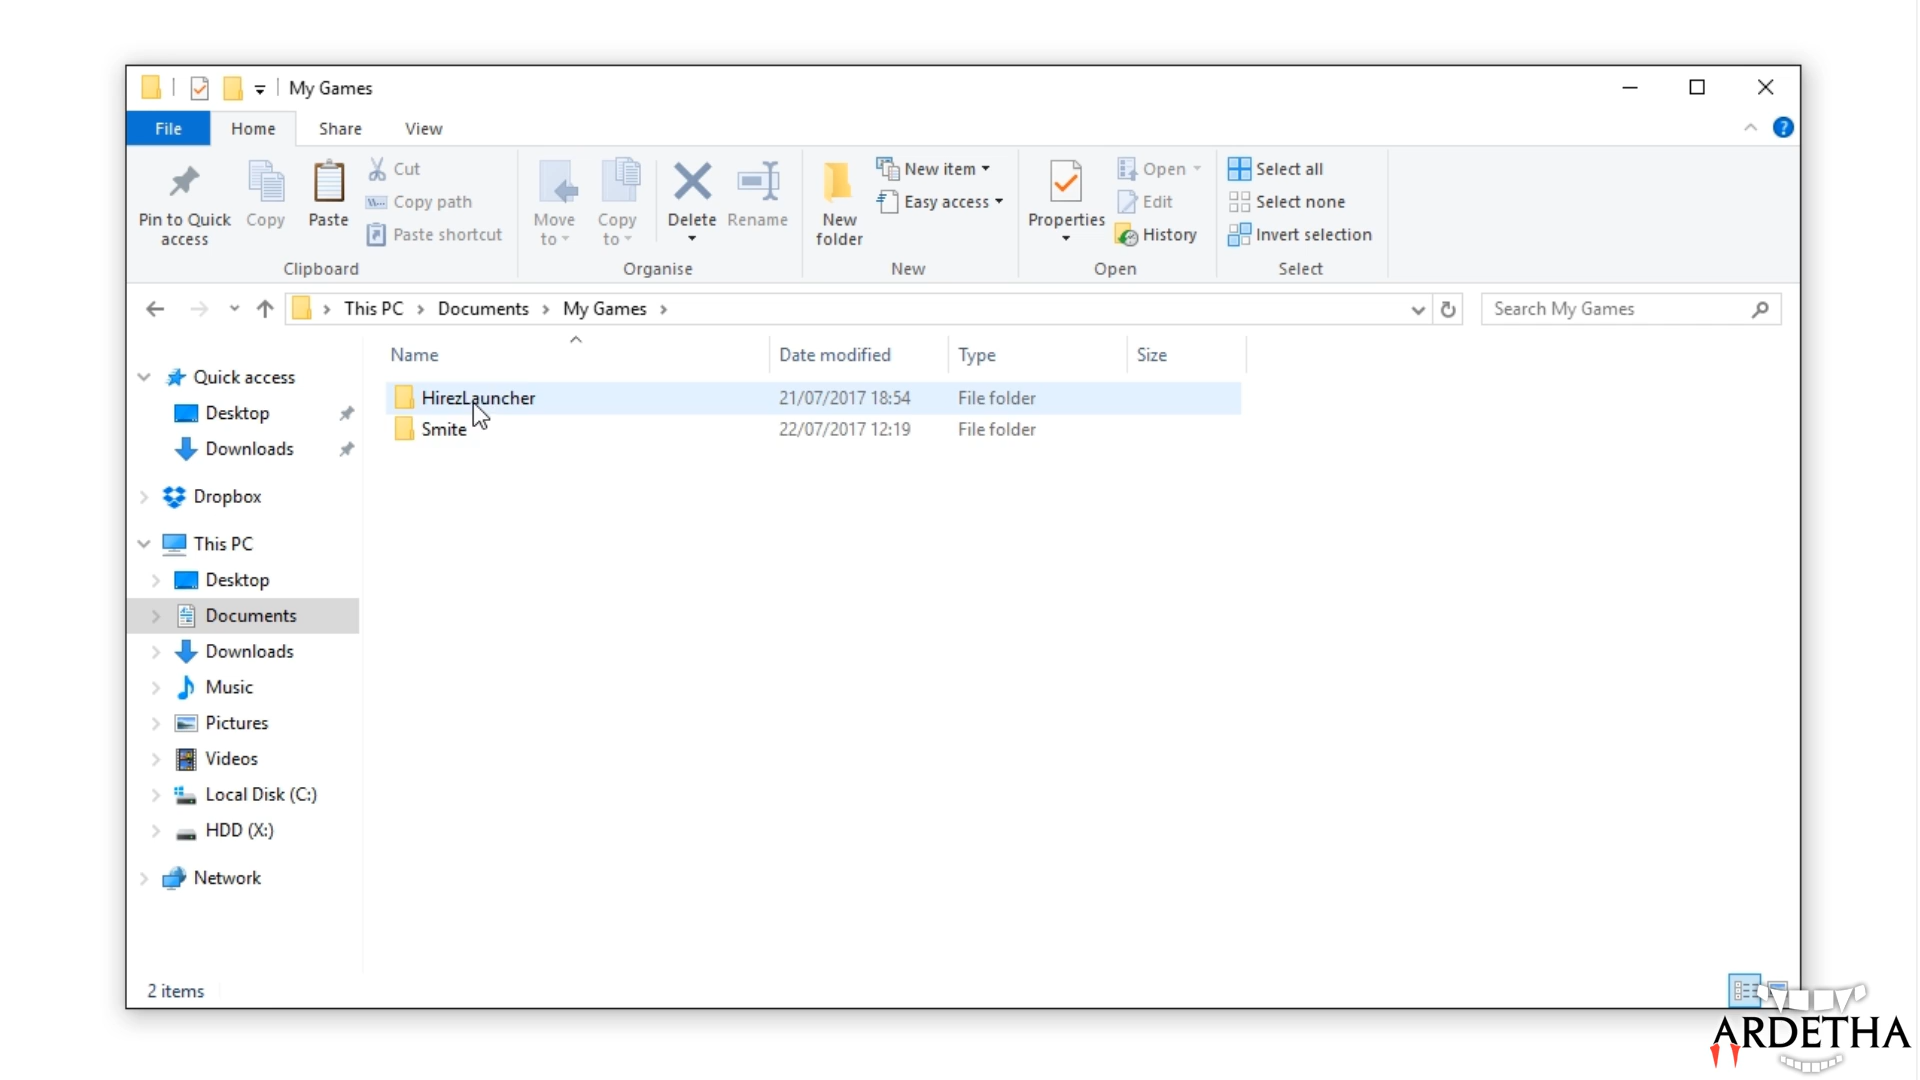 My Games
File Home Share View
Pin to Quick access
Copy
Paste
Cut
Copy path
Paste shortcut
Clipboard
Move to
Copy to
Delete
Rename
Organise
New folder
New item
Easy access
New
Properties
Open
Edit
History
Open
Select all
Select none
Invert selection
Select
This PC > Documents > My Games >
Search My Games
Name Date modified Type Size
HirezLauncher 21/07/2017 18:54 File folder
Smite 22/07/2017 12:19 File folder
Quick access
Desktop
Downloads
Dropbox
This PC
Desktop
Documents
Downloads
Music
Pictures
Videos
Local Disk (C:)
HDD (X:)
Network
2 items
ARDETHA